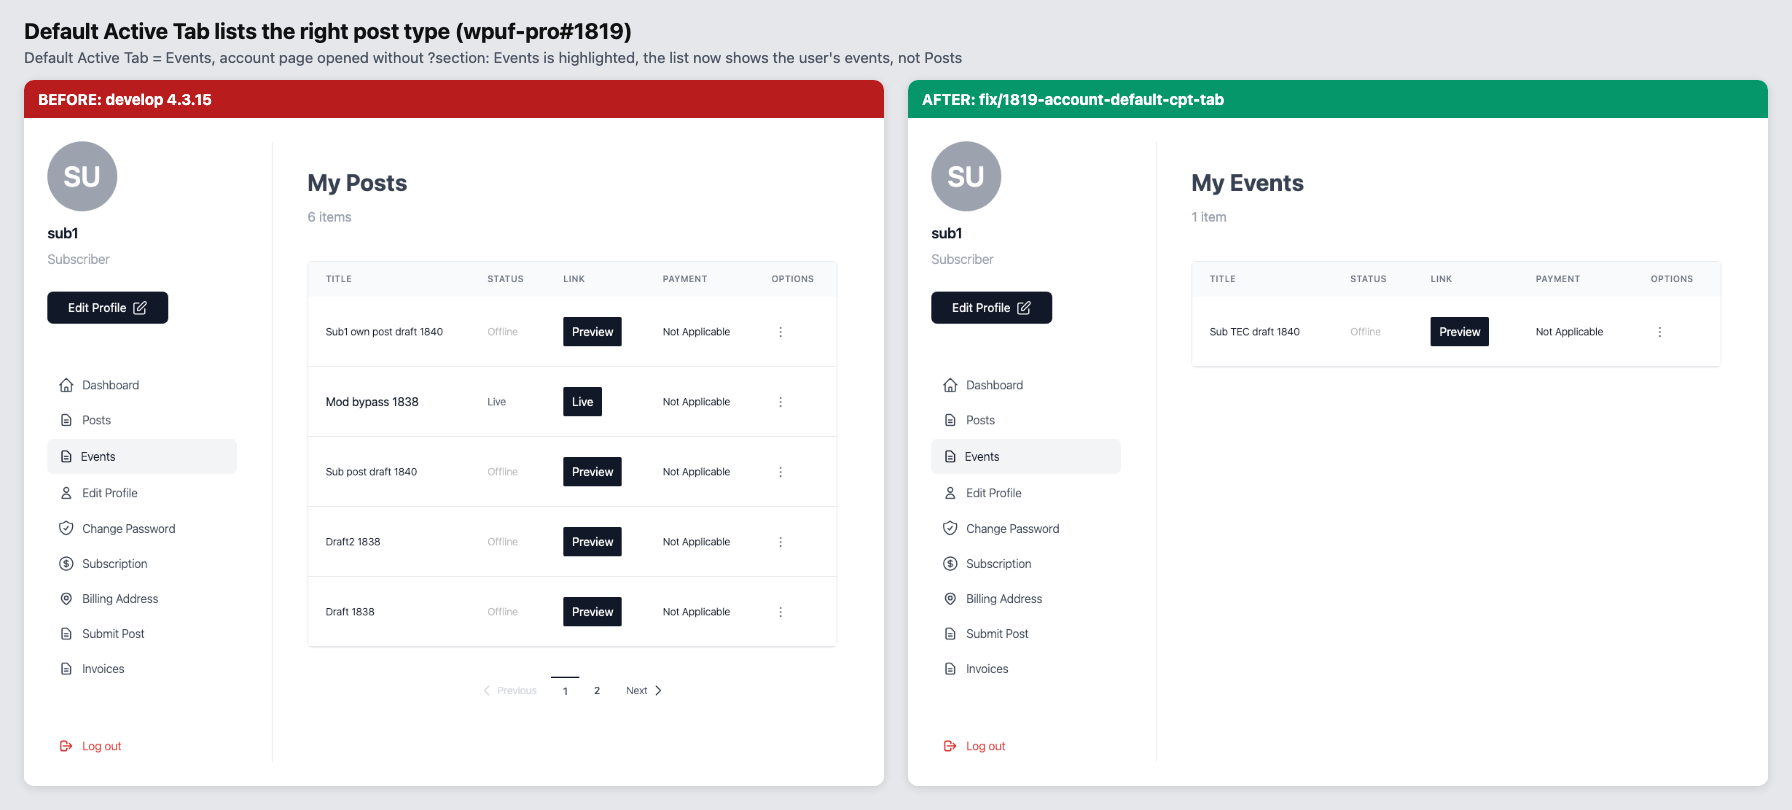 Default Active Tab lists the right post type (wpuf-pro#1819)
Default Active Tab = Events, account page opened without ?section: Events is highlighted, the list now shows the user's events, not Posts
BEFORE: develop 4.3.15
SU
sub1
Subscriber
Edit Profile
Dashboard
Posts
Events
Edit Profile
Change Password
Subscription
Billing Address
Submit Post
Invoices
Log out
My Posts
6 items
TITLE STATUS LINK PAYMENT OPTIONS
Sub1 own post draft 1840 Offline Preview Not Applicable
Mod bypass 1838 Live Live Not Applicable
Sub post draft 1840 Offline Preview Not Applicable
Draft2 1838 Offline Preview Not Applicable
Draft 1838 Offline Preview Not Applicable
Previous 1 2 Next
AFTER: fix/1819-account-default-cpt-tab
SU
sub1
Subscriber
Edit Profile
Dashboard
Posts
Events
Edit Profile
Change Password
Subscription
Billing Address
Submit Post
Invoices
Log out
My Events
1 item
TITLE STATUS LINK PAYMENT OPTIONS
Sub TEC draft 1840 Offline Preview Not Applicable